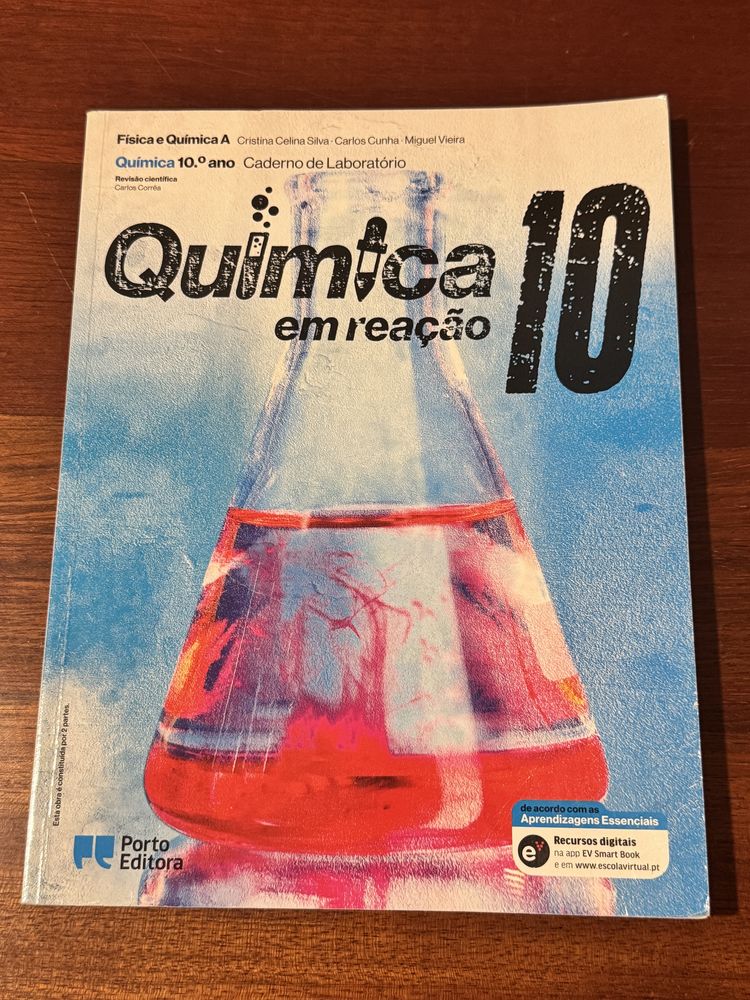 Física e Química A Cristina Celina Silva · Carlos Cunha · Miguel Vieira
Química 10.º ano Caderno de Laboratório
Revisão científica
Carlos Corrêa
Química 10
em reação
Esta obra é constituída por 2 partes.
Porto
Editora
de acordo com as
Aprendizagens Essenciais
e
Recursos digitais
na app EV Smart Book
e em www.escolavirtual.pt